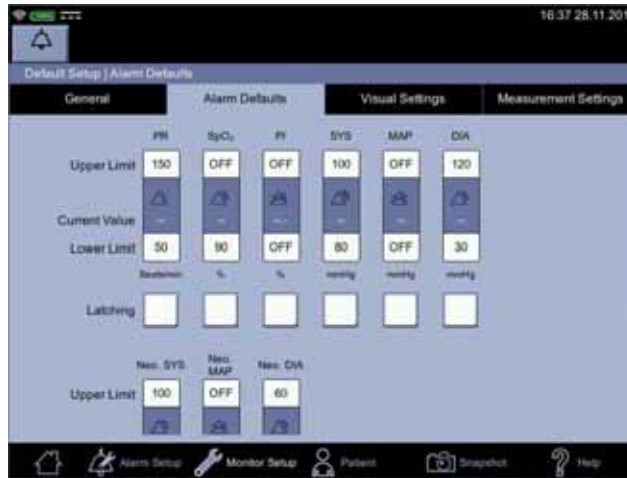 16:37 28.11.201
Default Setup | Alarm Defaults
General Alarm Defaults Visual Settings Measurement Settings
PR SpO₂ PI SYS MAP DIA
Upper Limit 150 OFF OFF 100 OFF 120
Current Value -- -- -.- -- -- --
Lower Limit 50 90 OFF 80 OFF 30
Beats/min % % mmHg mmHg mmHg
Latching
Neo. SYS Neo. MAP Neo. DIA
Upper Limit 100 OFF 60
Alarm Setup Monitor Setup Patient Snapshot Help